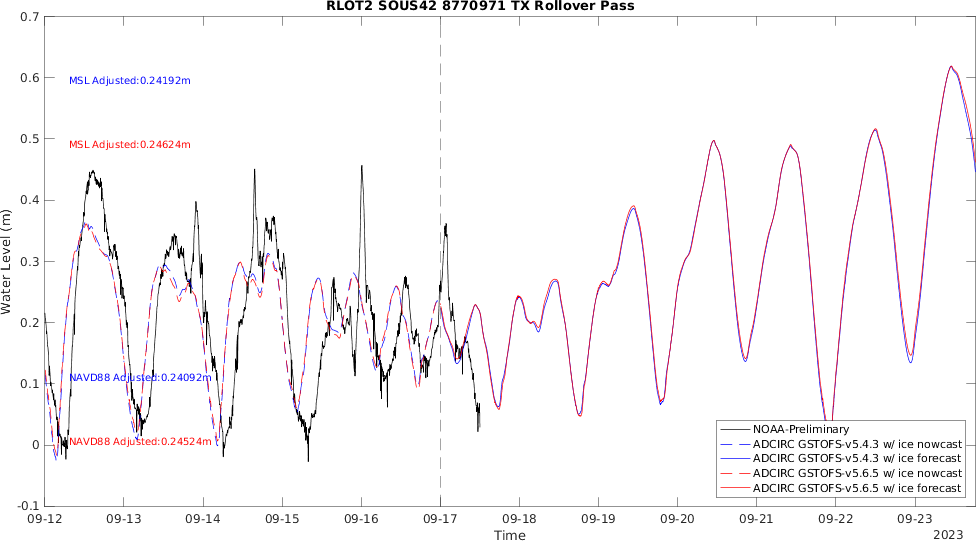 RLOT2 SOUS42 8770971 TX Rollover Pass
0.7
0.6
0.5
0.4
0.3
0.2
0.1
0
-0.1
Water Level (m)
MSL Adjusted:0.24192m
MSL Adjusted:0.24624m
NAVD88 Adjusted:0.24092m
NAVD88 Adjusted:0.24524m
NOAA-Preliminary
ADCIRC GSTOFS-v5.4.3 w/ ice nowcast
ADCIRC GSTOFS-v5.4.3 w/ ice forecast
ADCIRC GSTOFS-v5.6.5 w/ ice nowcast
ADCIRC GSTOFS-v5.6.5 w/ ice forecast
09-12 09-13 09-14 09-15 09-16 09-17 09-18 09-19 09-20 09-21 09-22 09-23
Time
2023